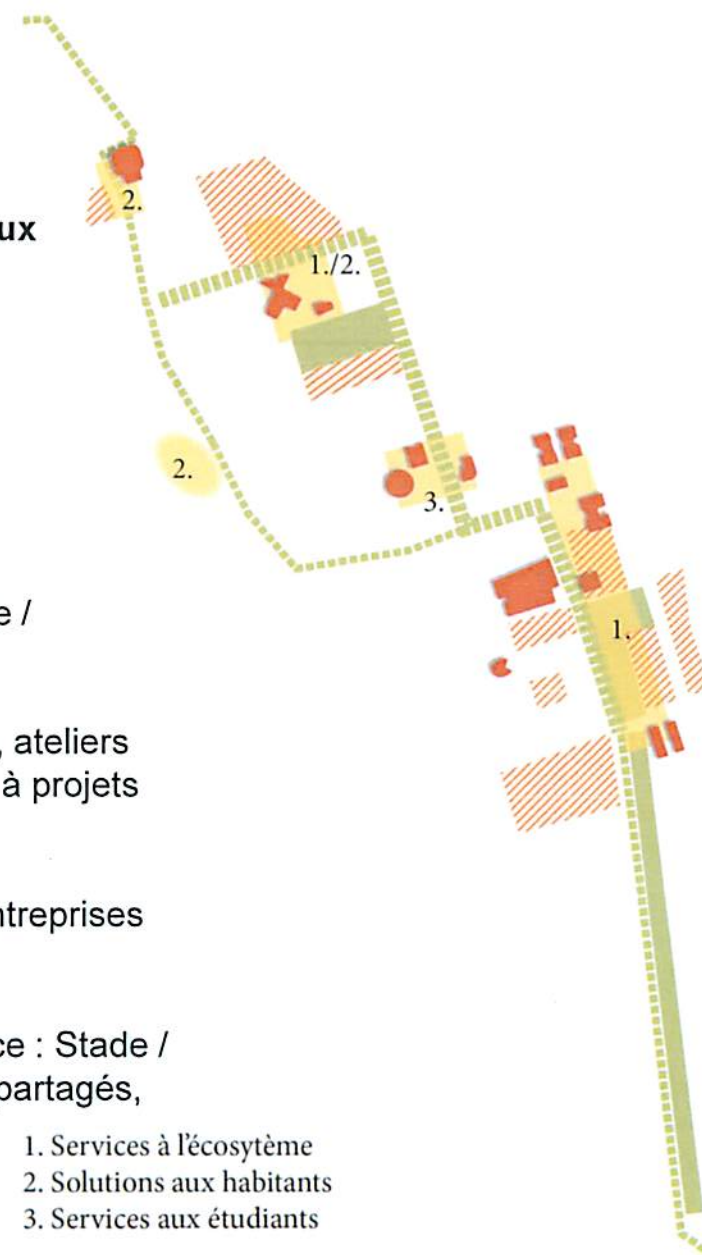 2.
ux
1./2.
2.
3.
e /
1.
, ateliers
à projets
ntreprises
ce : Stade /
partagés,
1. Services à l'écosytème
2. Solutions aux habitants
3. Services aux étudiants